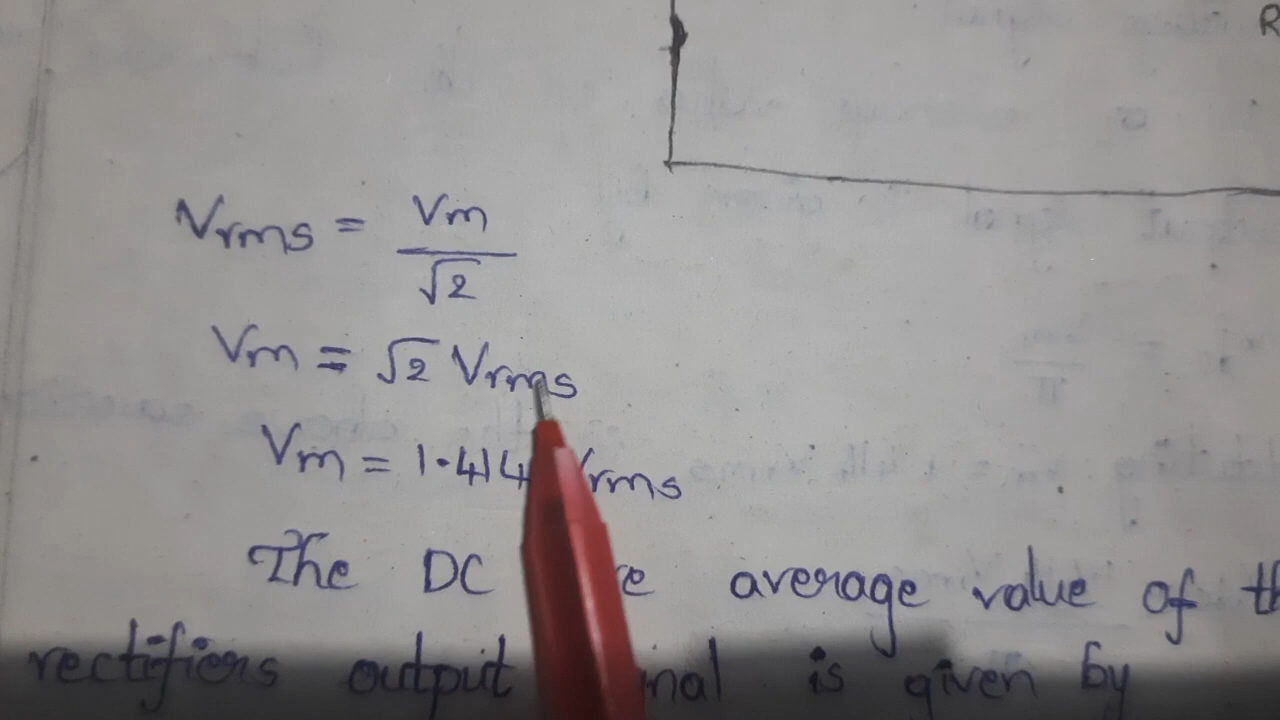 R
Vrms = Vm / √2
Vm = √2 Vrms
Vm = 1.414 Vrms
The DC average value of th
rectifiers output is given by